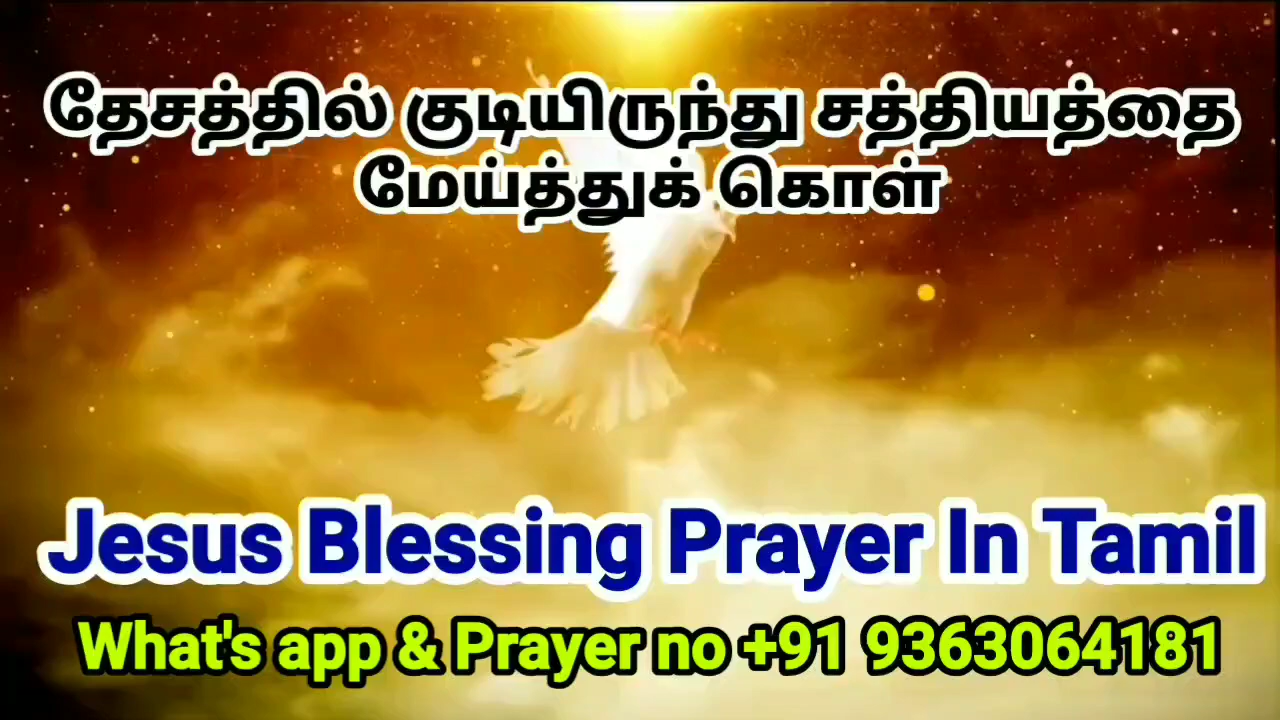 தேசத்தில் குடியிருந்து சத்தியத்தை
மேய்த்துக் கொள்
Jesus Blessing Prayer In Tamil
What's app & Prayer no +91 9363064181